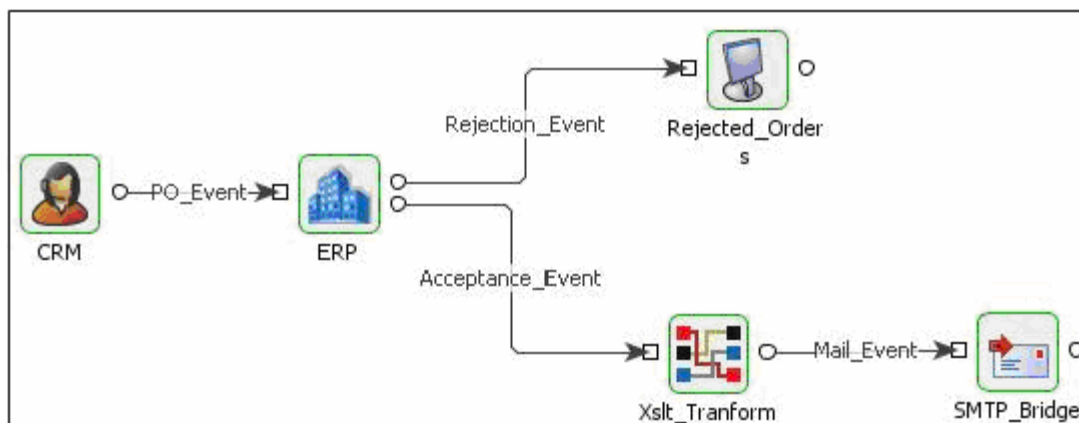 Rejection_Event
Rejected_Order
s
PO_Event
CRM
ERP
Acceptance_Event
Mail_Event
Xslt_Tranform
SMTP_Bridge